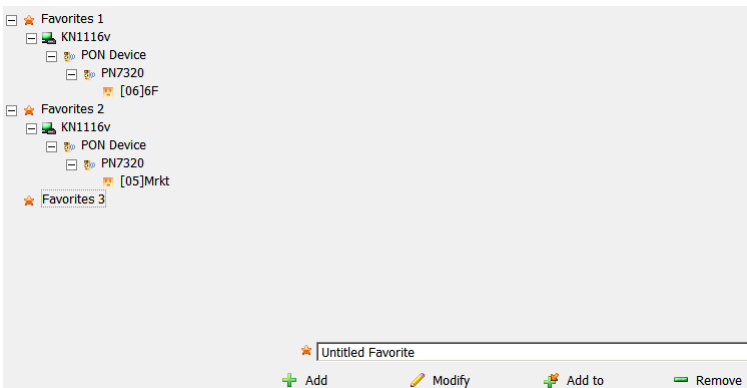 Favorites 1
KN1116v
PON Device
PN7320
[06]6F
Favorites 2
KN1116v
PON Device
PN7320
[05]Mrkt
Favorites 3
Untitled Favorite
Add Modify Add to Remove